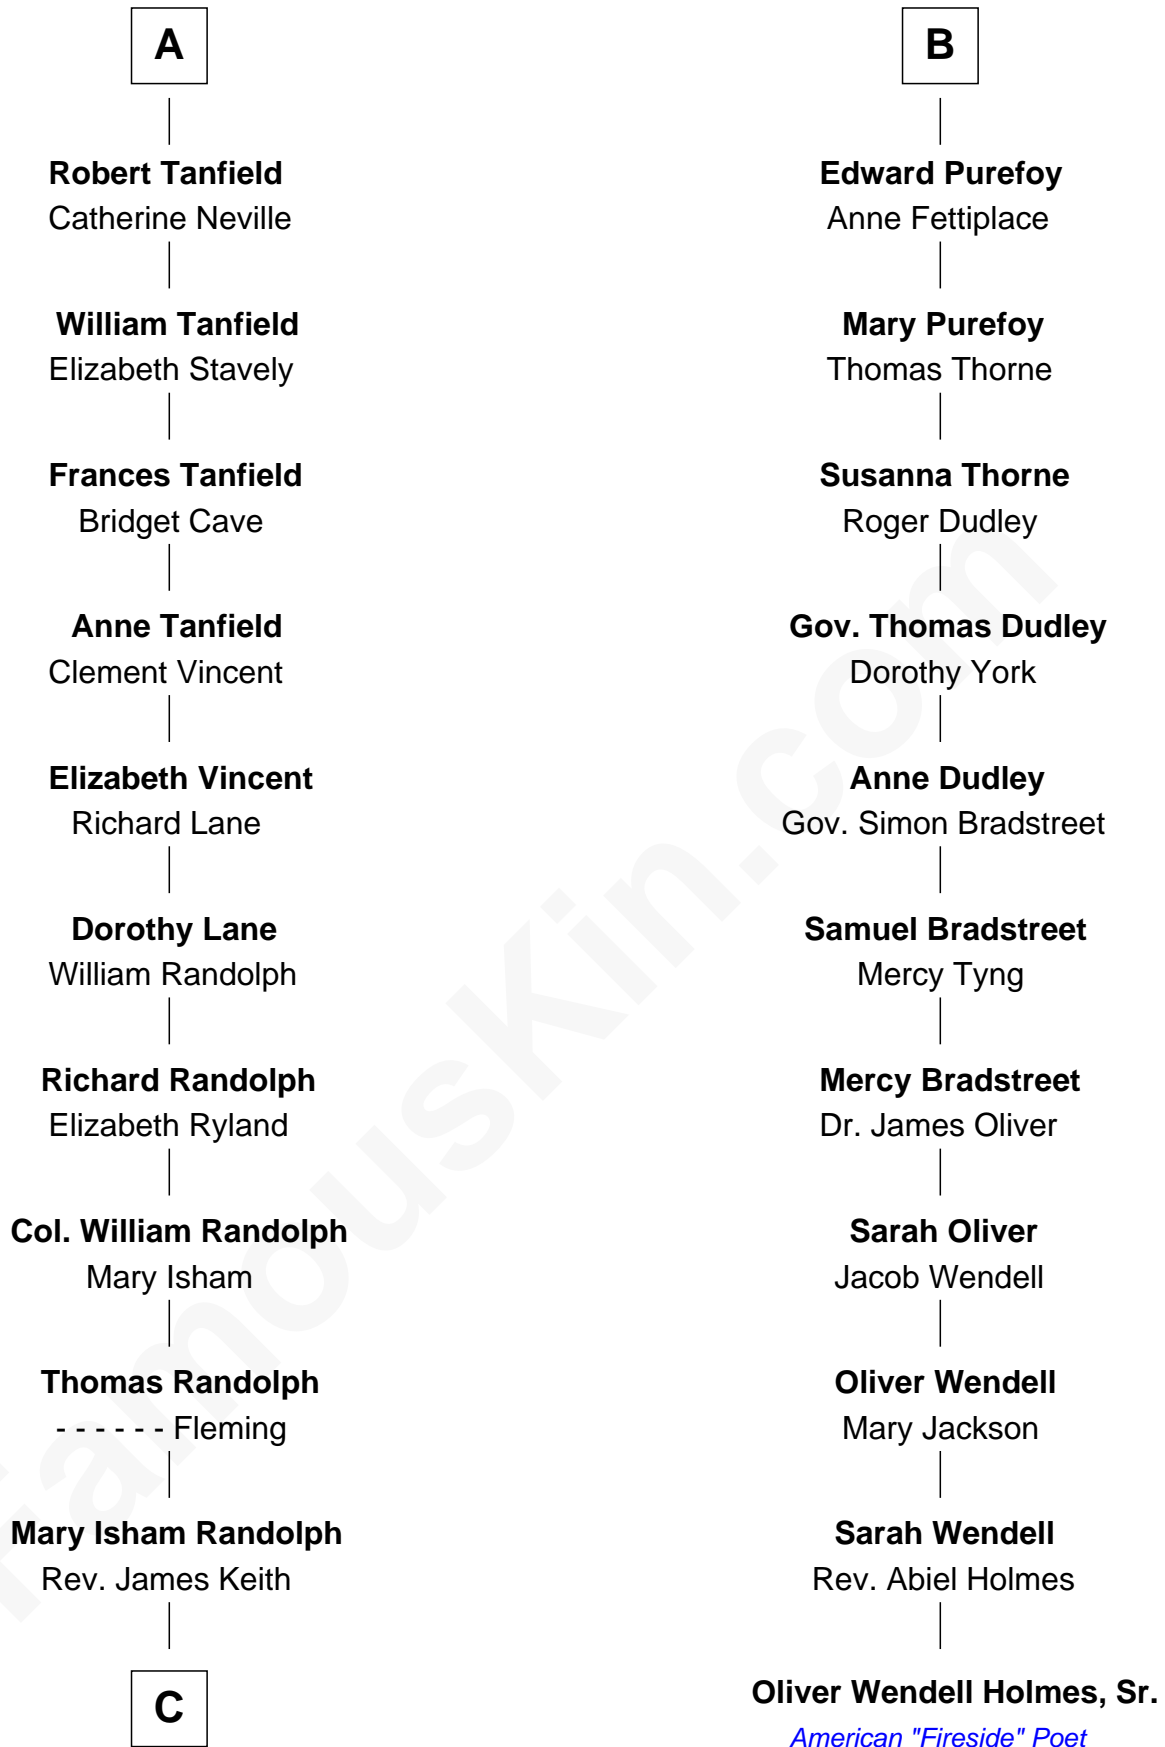 A
Robert Tanfield
Catherine Neville
William Tanfield
Elizabeth Stavely
Frances Tanfield
Bridget Cave
Anne Tanfield
Clement Vincent
Elizabeth Vincent
Richard Lane
Dorothy Lane
William Randolph
Richard Randolph
Elizabeth Ryland
Col. William Randolph
Mary Isham
Thomas Randolph
- - - - - - Fleming
Mary Isham Randolph
Rev. James Keith
C
B
Edward Purefoy
Anne Fettiplace
Mary Purefoy
Thomas Thorne
Susanna Thorne
Roger Dudley
Gov. Thomas Dudley
Dorothy York
Anne Dudley
Gov. Simon Bradstreet
Samuel Bradstreet
Mercy Tyng
Mercy Bradstreet
Dr. James Oliver
Sarah Oliver
Jacob Wendell
Oliver Wendell
Mary Jackson
Sarah Wendell
Rev. Abiel Holmes
Oliver Wendell Holmes, Sr.
American "Fireside" Poet
FamousKin.com